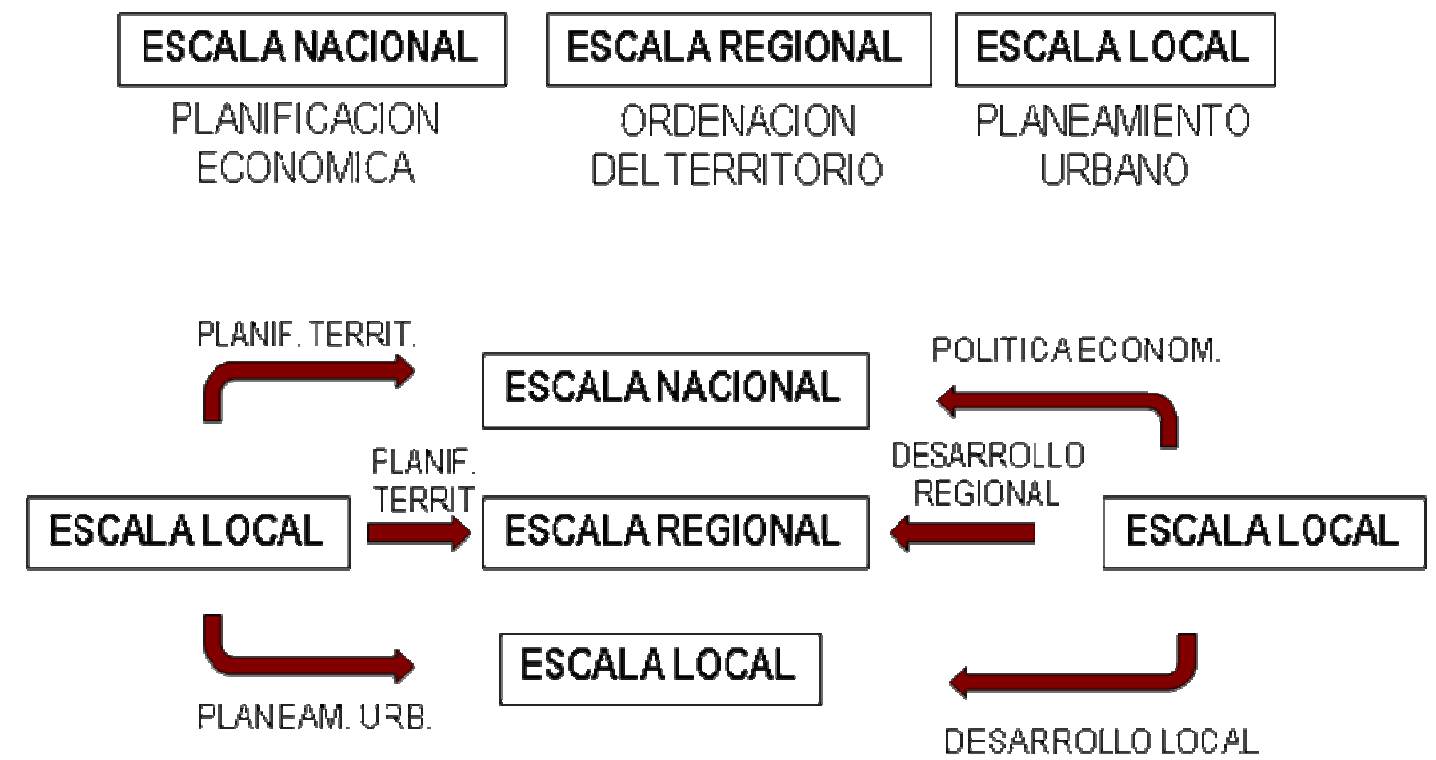 ESCALA NACIONAL
ESCALA REGIONAL
ESCALA LOCAL
PLANIFICACION
ECONOMICA
ORDENACION
DEL TERRITORIO
PLANEAMIENTO
URBANO
PLANIF. TERRIT.
POLITICA ECONOM.
ESCALA NACIONAL
PLANIF.
TERRIT
DESARROLLO
REGIONAL
ESCALA LOCAL
ESCALA REGIONAL
ESCALA LOCAL
ESCALA LOCAL
PLANEAM. URB.
DESARROLLO LOCAL